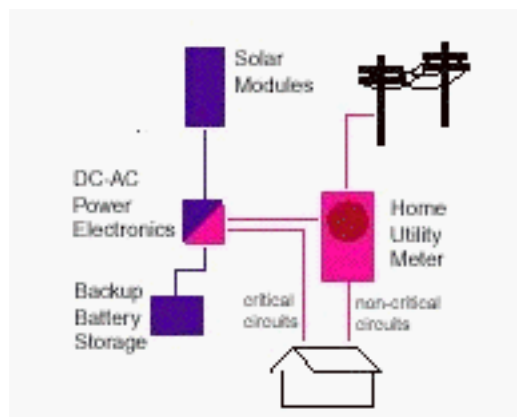 Solar
Modules
DC-AC
Power
Electronics
Home
Utility
Meter
Backup
Battery
Storage
critical
circuits
non-critical
circuits